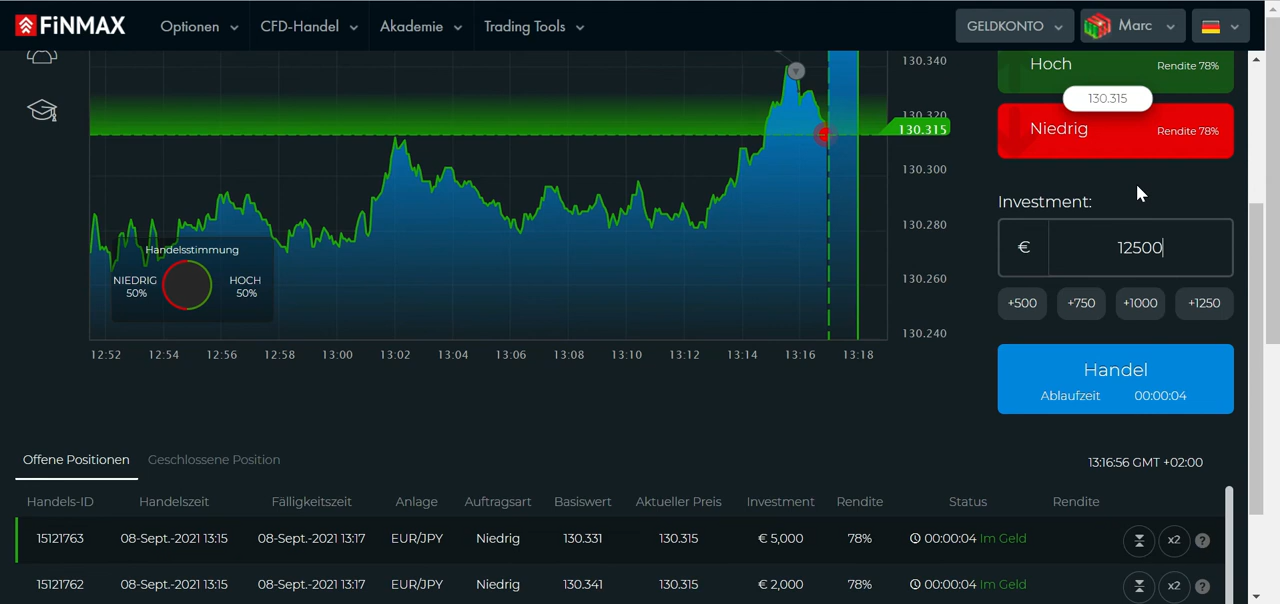 FiNMAX Optionen CFD-Handel Akademie Trading Tools GELDKONTO Marc
130.340
130.320
130.315
130.300
130.280
130.260
130.240
Handelsstimmung
NIEDRIG
50%
HOCH
50%
12:52 12:54 12:56 12:58 13:00 13:02 13:04 13:06 13:08 13:10 13:12 13:14 13:16 13:18
Hoch Rendite 78%
130.315
Niedrig Rendite 78%
Investment:
€ 12500
+500 +750 +1000 +1250
Handel
Ablaufzeit 00:00:04
Offene Positionen Geschlossene Position 13:16:56 GMT +02:00
Handels-ID Handelszeit Fälligkeitszeit Anlage Auftragsart Basiswert Aktueller Preis Investment Rendite Status Rendite
15121763 08-Sept.-2021 13:15 08-Sept.-2021 13:17 EUR/JPY Niedrig 130.331 130.315 € 5,000 78% 00:00:04 Im Geld x2 ?
15121762 08-Sept.-2021 13:15 08-Sept.-2021 13:17 EUR/JPY Niedrig 130.341 130.315 € 2,000 78% 00:00:04 Im Geld x2 ?